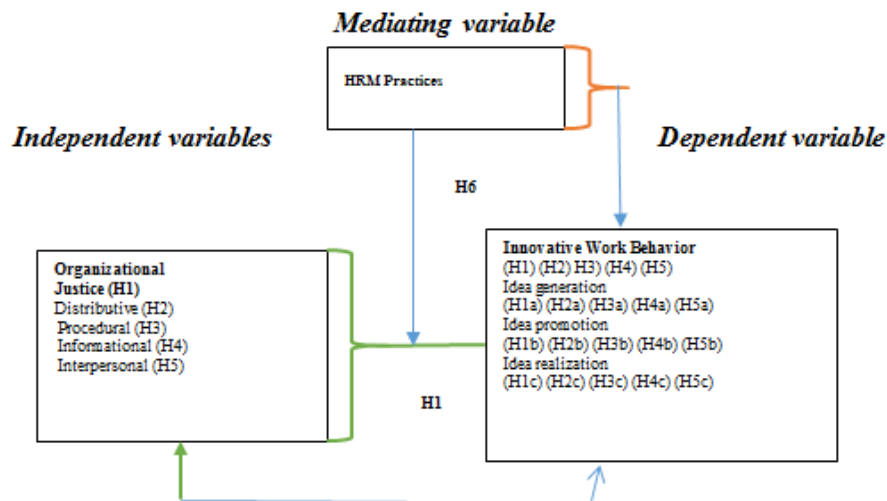 Mediating variable
HRM Practices
Independent variables
Dependent variable
H6
Organizational
Justice (H1)
Distributive (H2)
Procedural (H3)
Informational (H4)
Interpersonal (H5)
Innovative Work Behavior
(H1) (H2) H3) (H4) (H5)
Idea generation
(H1a) (H2a) (H3a) (H4a) (H5a)
Idea promotion
(H1b) (H2b) (H3b) (H4b) (H5b)
Idea realization
(H1c) (H2c) (H3c) (H4c) (H5c)
H1